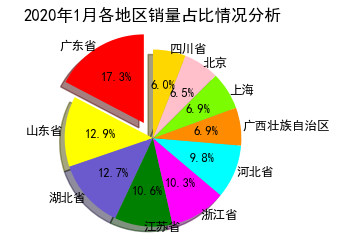 2020年1月各地区销量占比情况分析
广东省
17.3%
四川省
6.0%
北京
6.5%
上海
6.9%
广西壮族自治区
6.9%
河北省
9.8%
浙江省
10.3%
江苏省
10.6%
湖北省
12.7%
山东省
12.9%